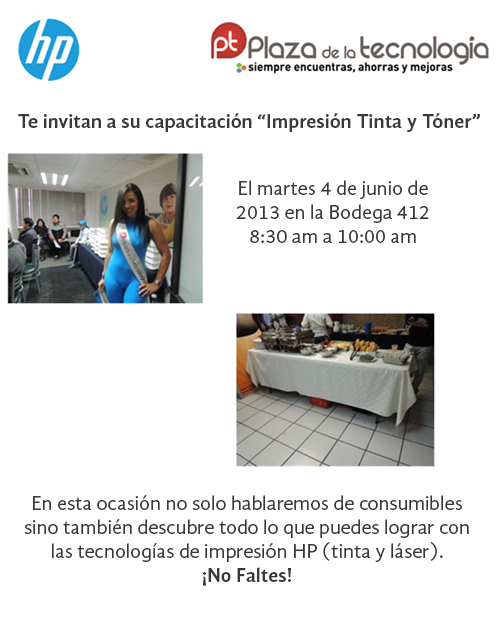 hp
pt Plaza de la tecnología
siempre encuentras, ahorras y mejoras
Te invitan a su capacitación “Impresión Tinta y Tóner”
El martes 4 de junio de
2013 en la Bodega 412
8:30 am a 10:00 am
En esta ocasión no solo hablaremos de consumibles
sino también descubre todo lo que puedes lograr con
las tecnologías de impresión HP (tinta y láser).
¡No Faltes!